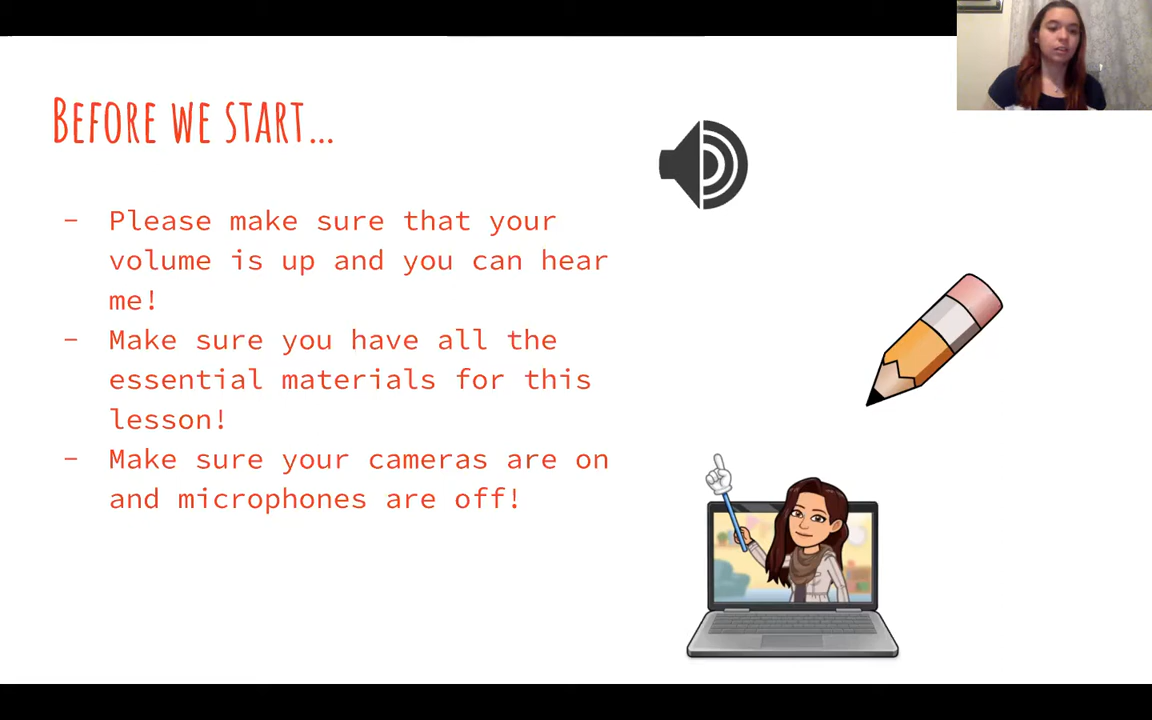 Before we start...
- Please make sure that your
volume is up and you can hear
me!
- Make sure you have all the
essential materials for this
lesson!
- Make sure your cameras are on
and microphones are off!